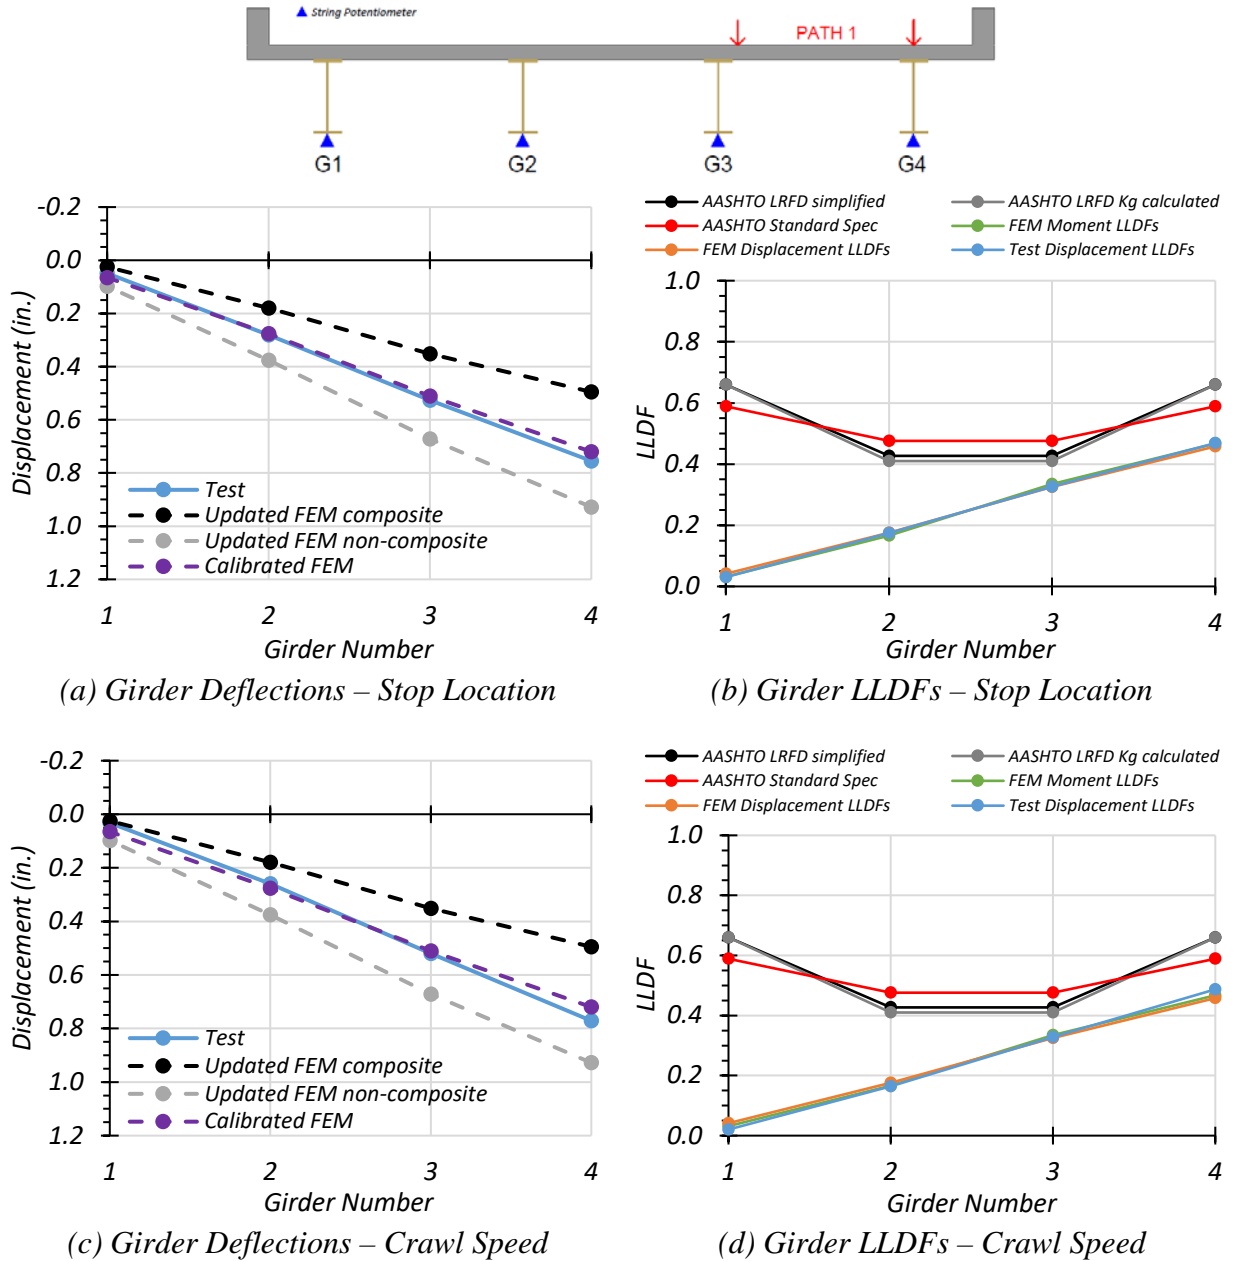 String Potentiometer
PATH 1
G1 G2 G3 G4
-0.2
0.0
0.2
0.4
0.6
0.8
1.0
1.2
Displacement (in.)
Test
Updated FEM composite
Updated FEM non-composite
Calibrated FEM
1 2 3 4
Girder Number
(a) Girder Deflections – Stop Location
AASHTO LRFD simplified
AASHTO LRFD Kg calculated
AASHTO Standard Spec
FEM Moment LLDFs
FEM Displacement LLDFs
Test Displacement LLDFs
1.0
0.8
0.6
0.4
0.2
0.0
LLDF
1 2 3 4
Girder Number
(b) Girder LLDFs – Stop Location
-0.2
0.0
0.2
0.4
0.6
0.8
1.0
1.2
Displacement (in.)
Test
Updated FEM composite
Updated FEM non-composite
Calibrated FEM
1 2 3 4
Girder Number
(c) Girder Deflections – Crawl Speed
AASHTO LRFD simplified
AASHTO LRFD Kg calculated
AASHTO Standard Spec
FEM Moment LLDFs
FEM Displacement LLDFs
Test Displacement LLDFs
1.0
0.8
0.6
0.4
0.2
0.0
LLDF
1 2 3 4
Girder Number
(d) Girder LLDFs – Crawl Speed